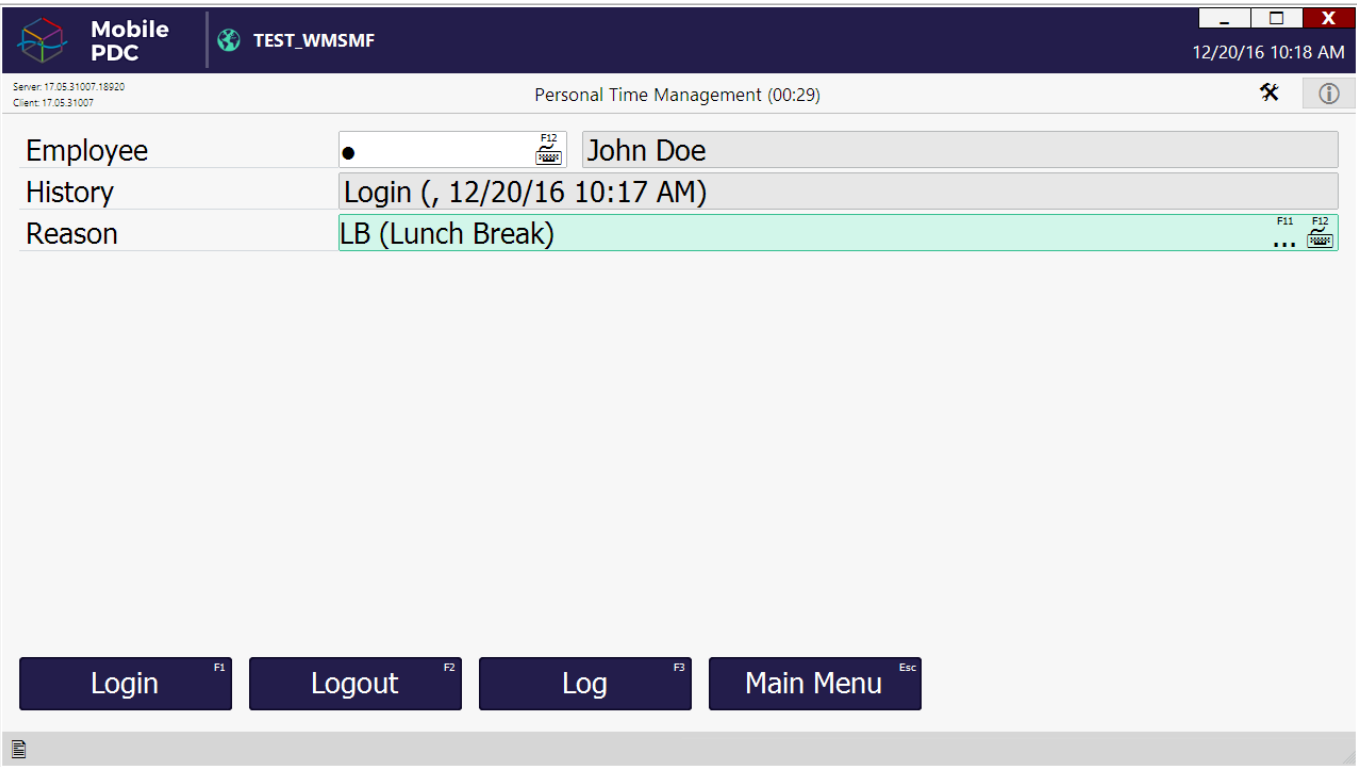 Mobile
PDC
TEST_WMSMF
X
12/20/16 10:18 AM
Server: 17.05.31007.18920
Client: 17.05.31007
Personal Time Management (00:29)
Employee
●
F12
John Doe
History
Login (, 12/20/16 10:17 AM)
Reason
LB (Lunch Break)
F11
...
F12
Login
F1
Logout
F2
Log
F3
Main Menu
Esc